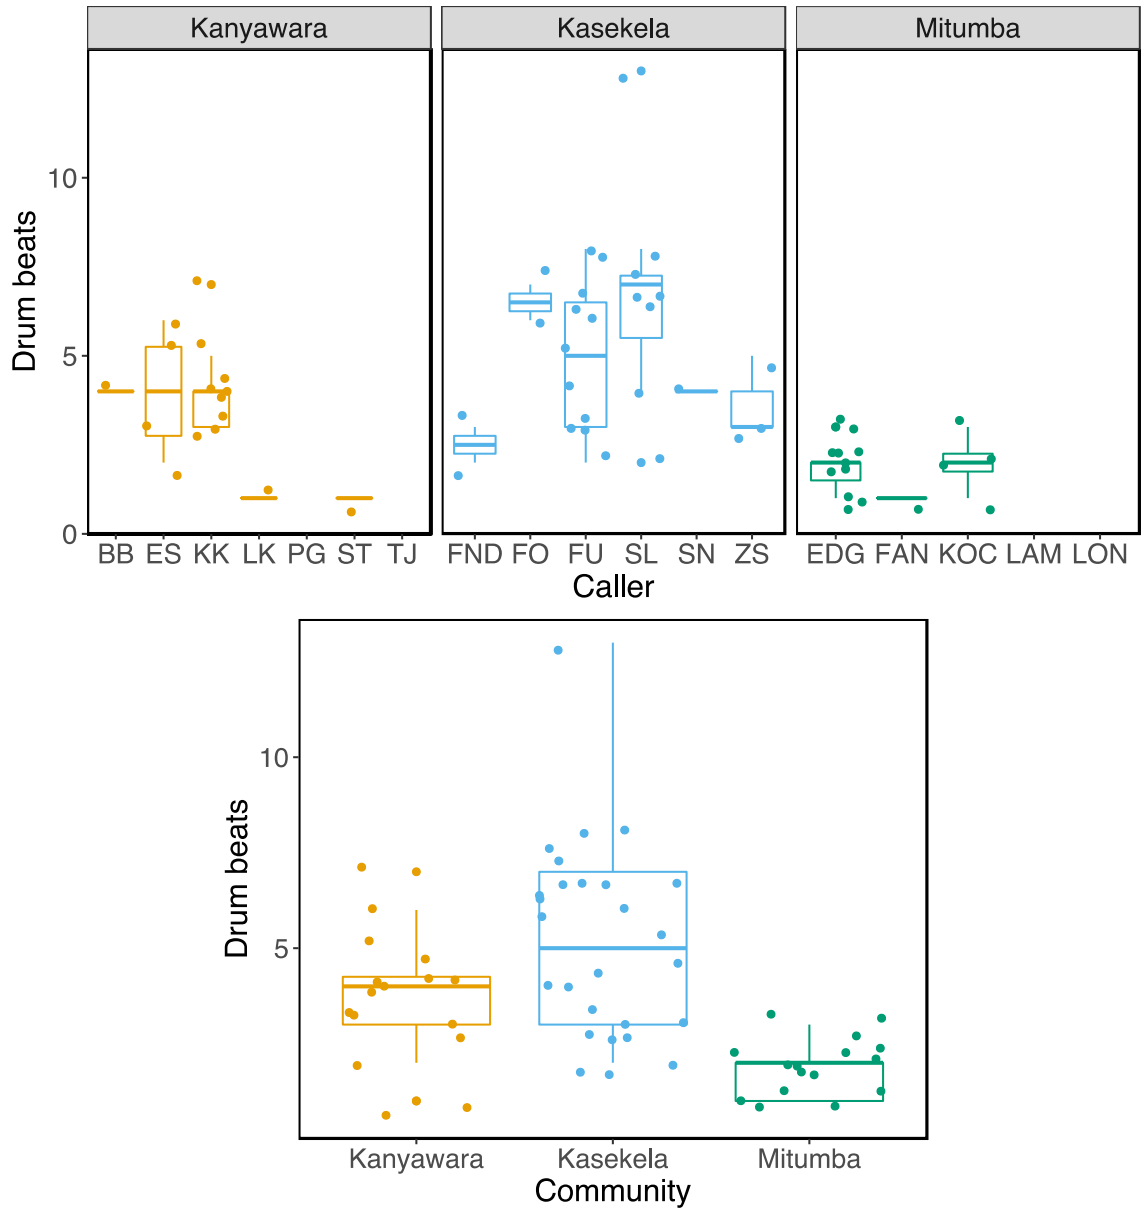 Kanyawara Kasekela Mitumba
Drum beats
10
5
0
BB ES KK LK PG ST TJ FND FO FU SL SN ZS EDG FAN KOC LAM LON
Caller
Drum beats
10
5
Kanyawara Kasekela Mitumba
Community